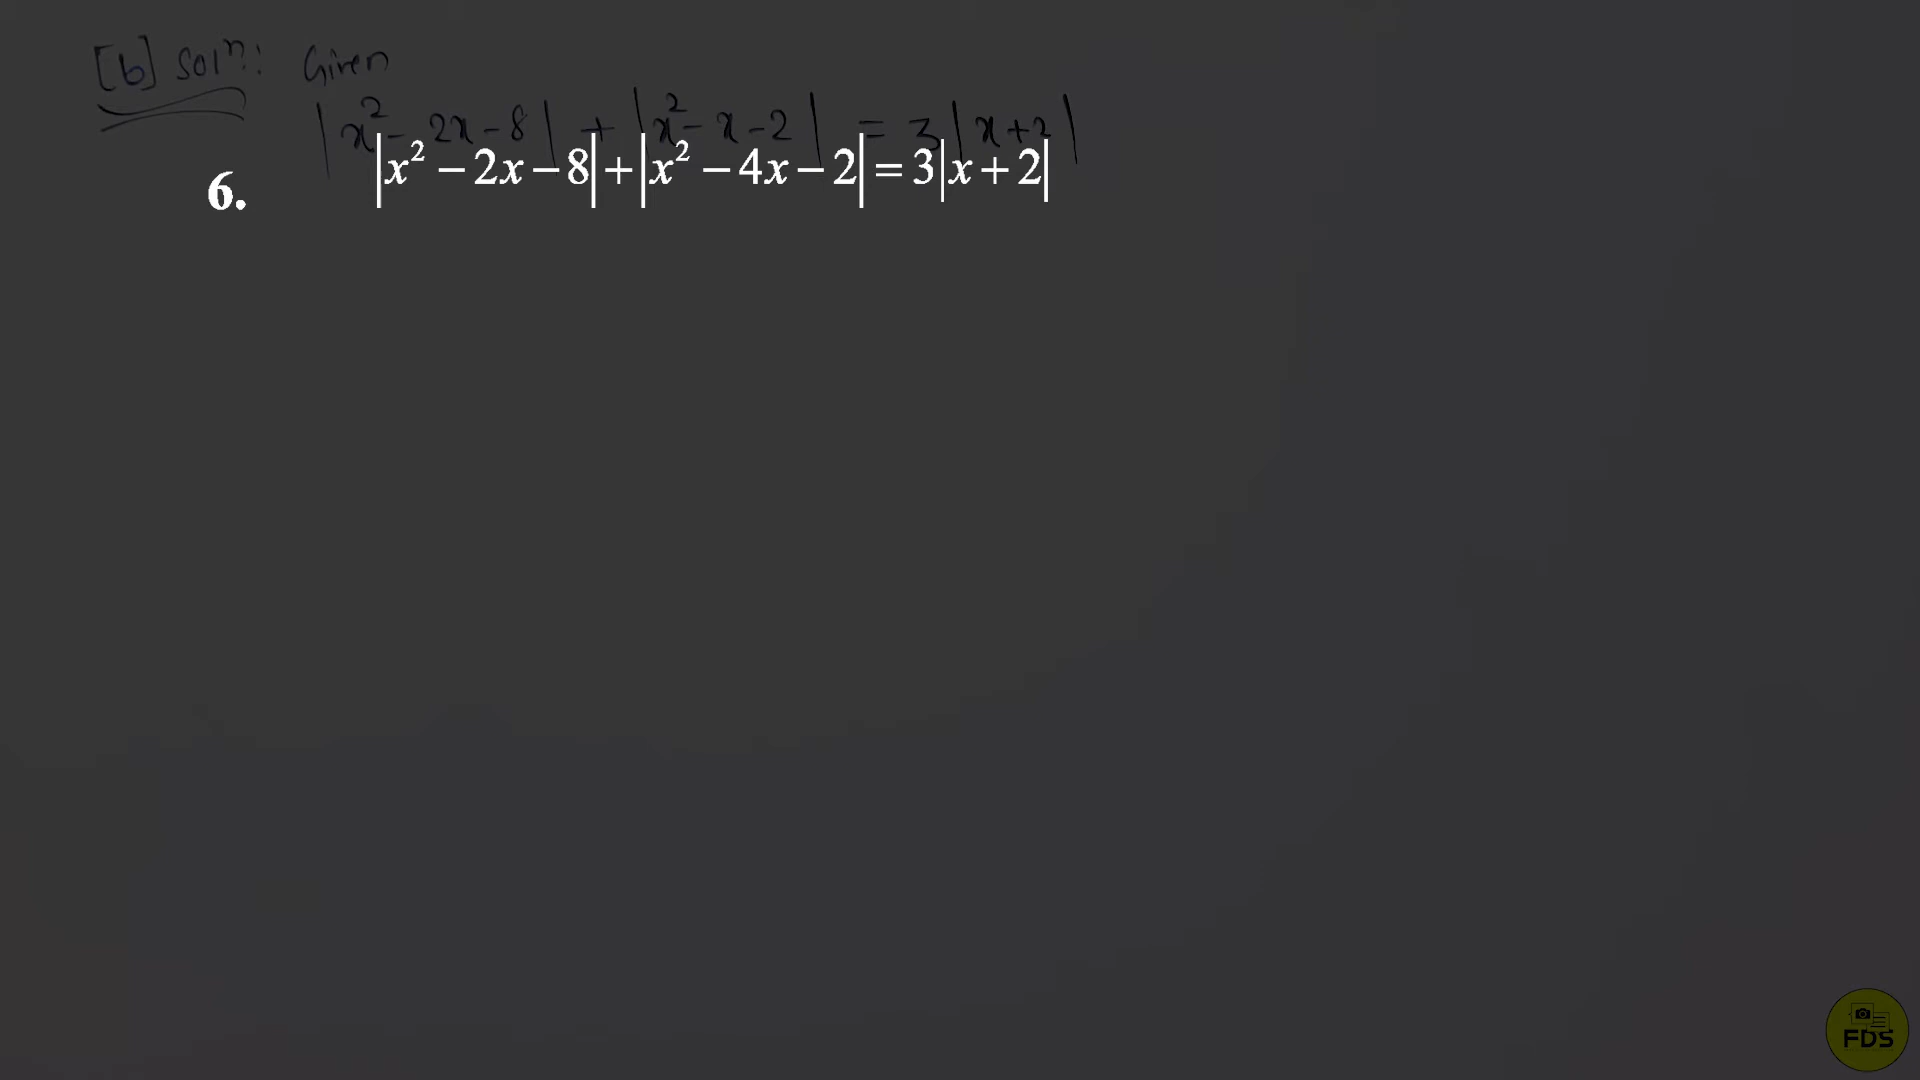 [b] Solⁿ: Given
|x² - 2x - 8| + |x² - x - 2| = 3|x + 2|
6. |x² − 2x − 8| + |x² − 4x − 2| = 3|x + 2|
FDS